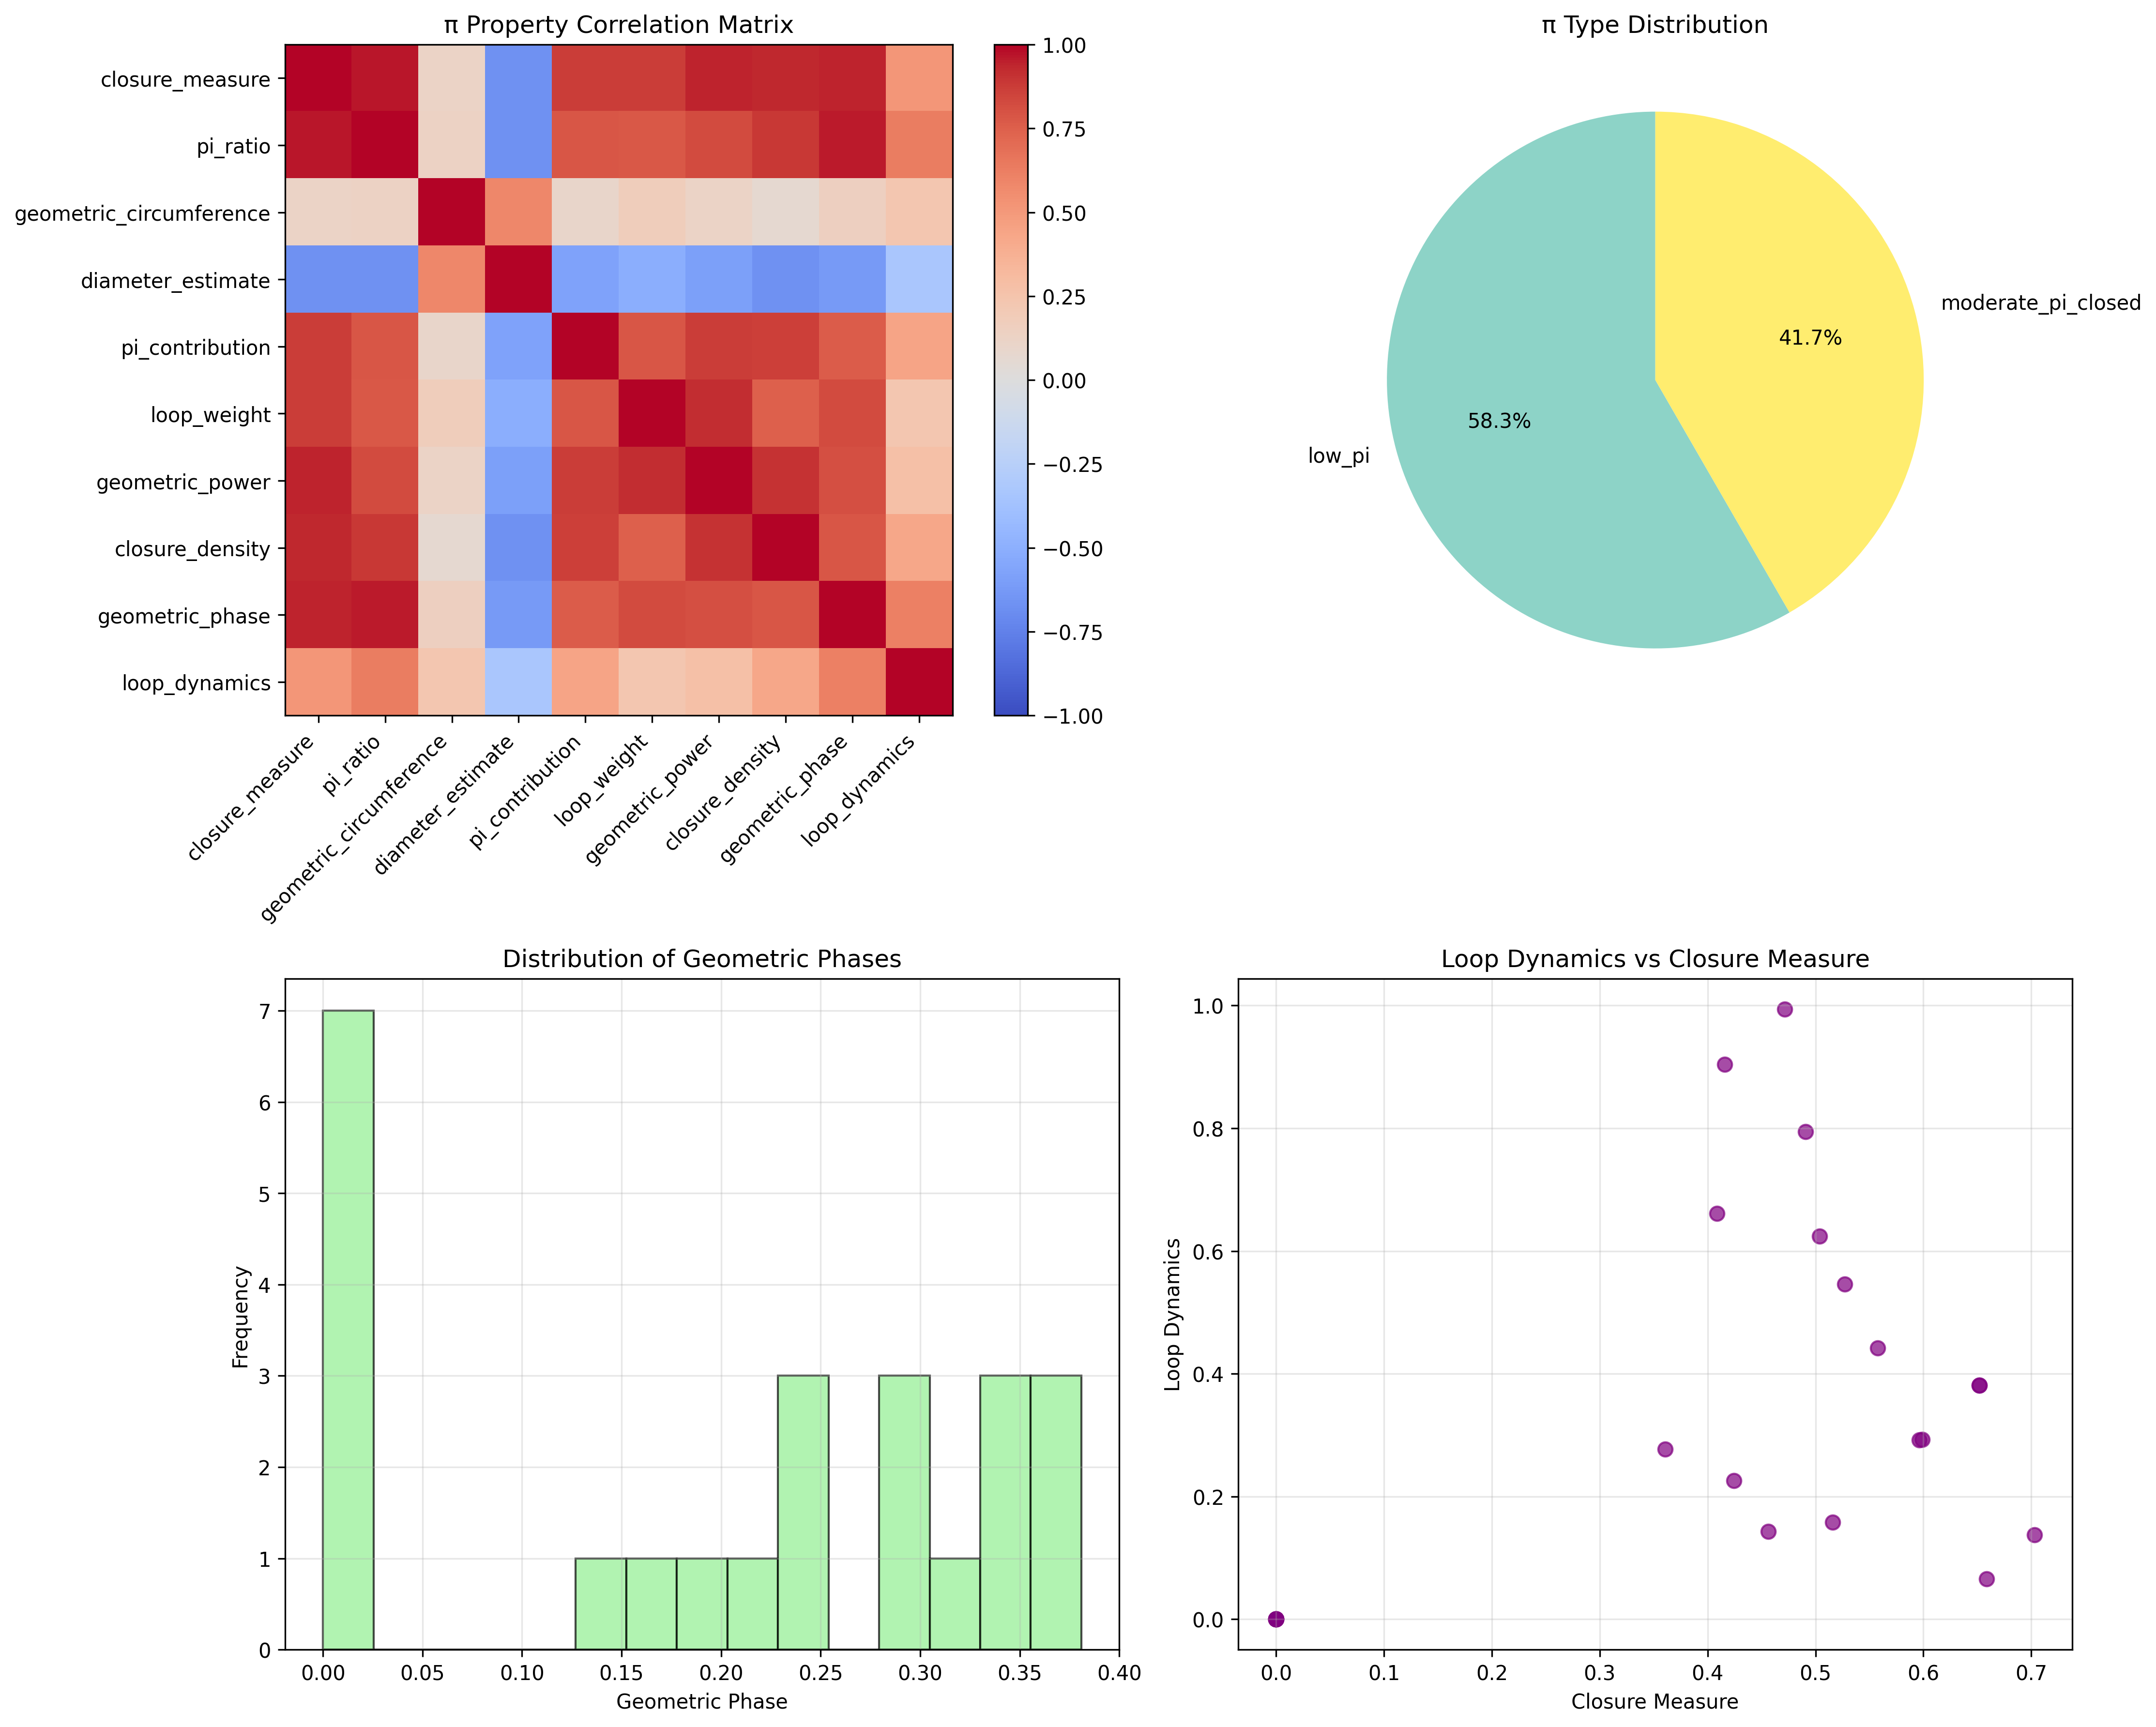 π Property Correlation Matrix
closure_measure
pi_ratio
geometric_circumference
diameter_estimate
pi_contribution
loop_weight
geometric_power
closure_density
geometric_phase
loop_dynamics
closure_measure
pi_ratio
geometric_circumference
diameter_estimate
pi_contribution
loop_weight
geometric_power
closure_density
geometric_phase
loop_dynamics
1.00
0.75
0.50
0.25
0.00
−0.25
−0.50
−0.75
−1.00
π Type Distribution
moderate_pi_closed
41.7%
58.3%
low_pi
Distribution of Geometric Phases
Frequency
7
6
5
4
3
2
1
0
0.00 0.05 0.10 0.15 0.20 0.25 0.30 0.35 0.40
Geometric Phase
Loop Dynamics vs Closure Measure
Loop Dynamics
1.0
0.8
0.6
0.4
0.2
0.0
0.0 0.1 0.2 0.3 0.4 0.5 0.6 0.7
Closure Measure